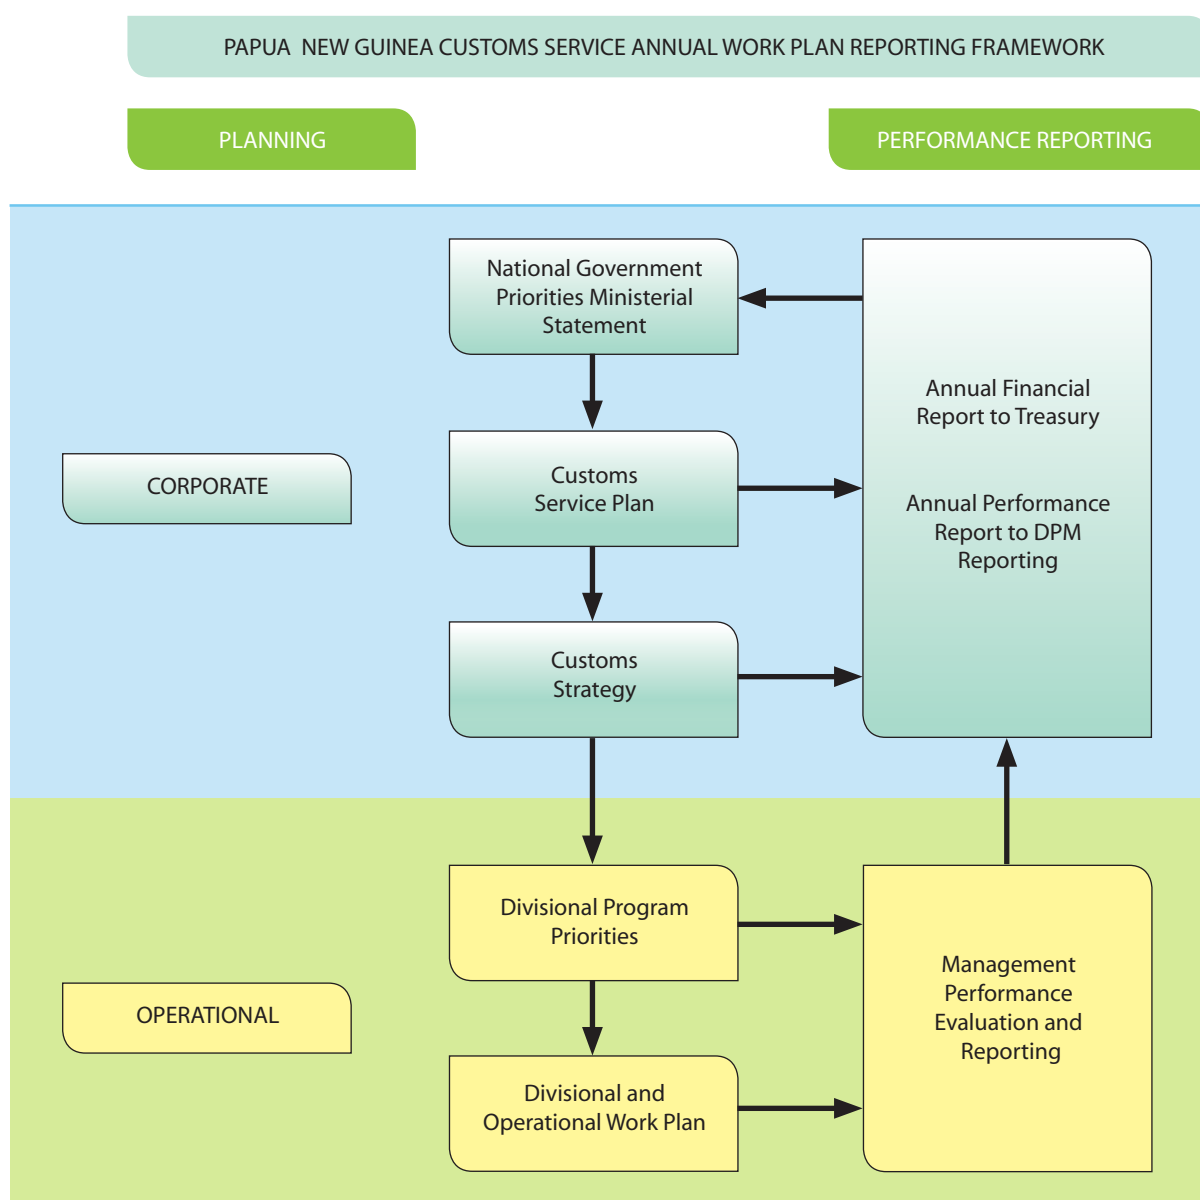 PAPUA NEW GUINEA CUSTOMS SERVICE ANNUAL WORK PLAN REPORTING FRAMEWORK
PLANNING
PERFORMANCE REPORTING
National Government
Priorities Ministerial
Statement
Annual Financial
Report to Treasury
Annual Performance
Report to DPM
Reporting
CORPORATE
Customs
Service Plan
Customs
Strategy
Divisional Program
Priorities
Management
Performance
Evaluation and
Reporting
OPERATIONAL
Divisional and
Operational Work Plan